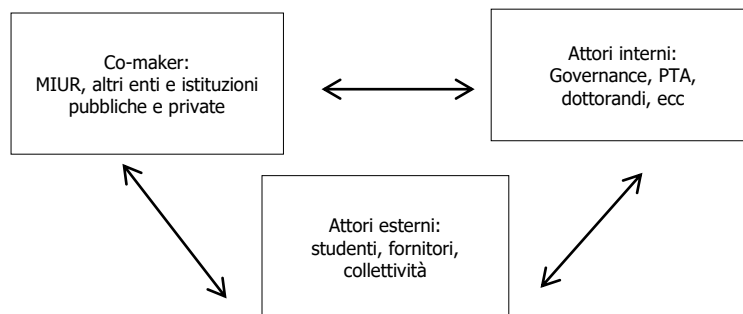 Co-maker:
MIUR, altri enti e istituzioni
pubbliche e private
Attori interni:
Governance, PTA,
dottorandi, ecc
Attori esterni:
studenti, fornitori,
collettività